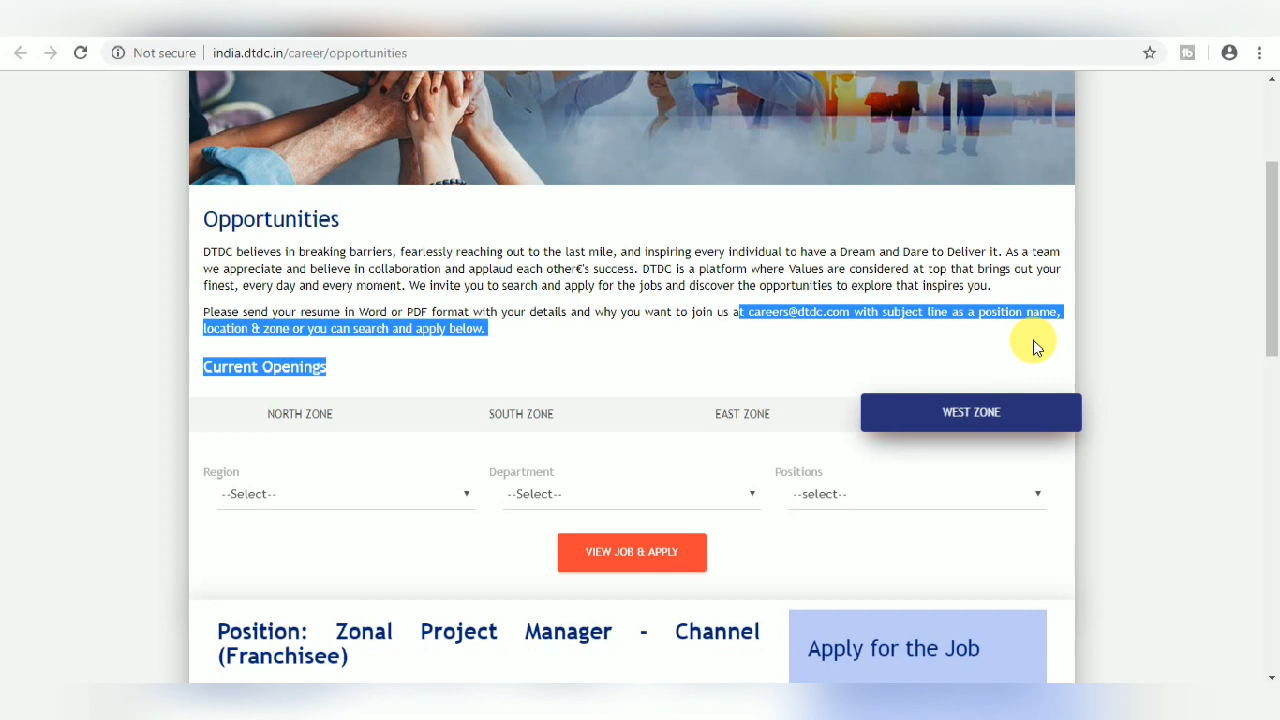 Not secure india.dtdc.in/career/opportunities
Opportunities
DTDC believes in breaking barriers, fearlessly reaching out to the last mile, and inspiring every individual to have a Dream and Dare to Deliver it. As a team
we appreciate and believe in collaboration and applaud each other€'s success. DTDC is a platform where Values are considered at top that brings out your
finest, every day and every moment. We invite you to search and apply for the jobs and discover the opportunities to explore that inspires you.
Please send your resume in Word or PDF format with your details and why you want to join us at careers@dtdc.com with subject line as a position name,
location & zone or you can search and apply below.
Current Openings
NORTH ZONE SOUTH ZONE EAST ZONE WEST ZONE
Region Department Positions
--Select-- --Select-- --select--
VIEW JOB & APPLY
Position: Zonal Project Manager - Channel
(Franchisee)
Apply for the Job